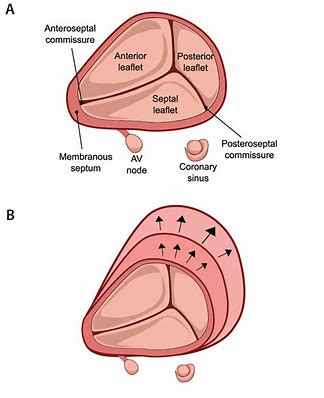 A
Anteroseptal
commissure
Anterior
leaflet
Posterior
leaflet
Septal
leaflet
Membranous
septum
AV
node
Coronary
sinus
Posteroseptal
commissure
B